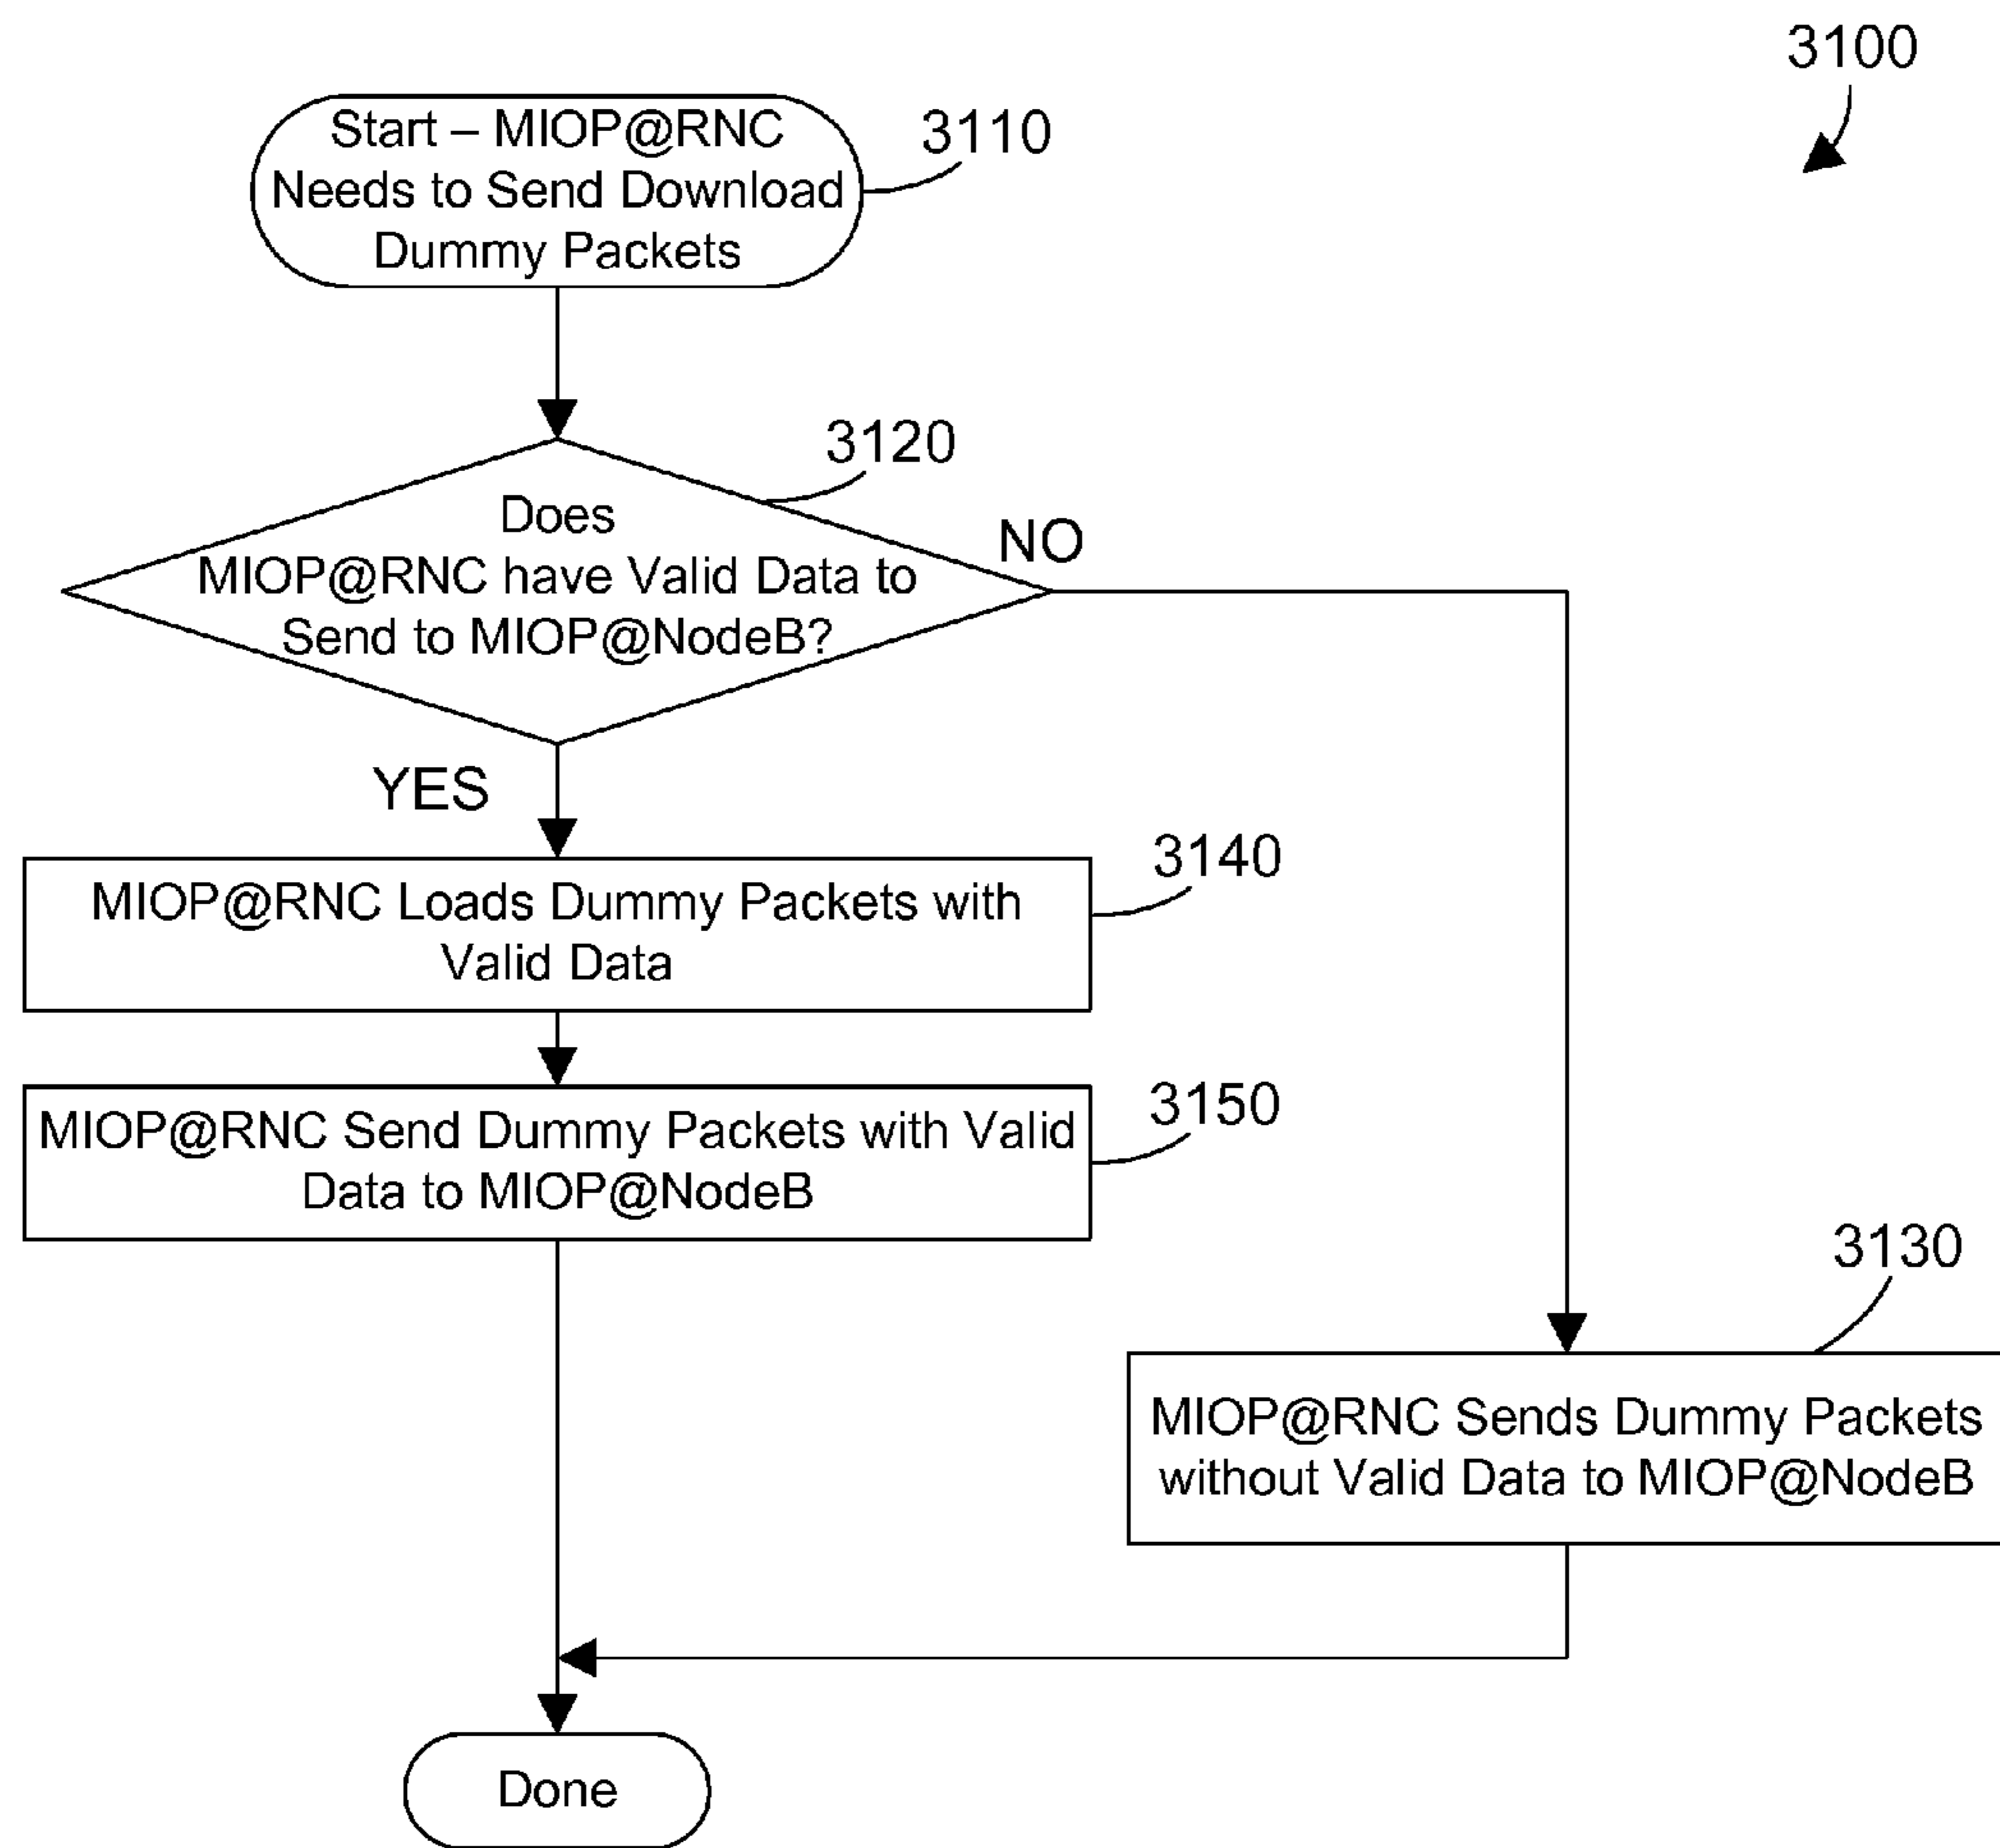 3100
Start – MIOP@RNC
Needs to Send Download
Dummy Packets
3110
3120
Does
MIOP@RNC have Valid Data to
Send to MIOP@NodeB?
NO
YES
3140
MIOP@RNC Loads Dummy Packets with
Valid Data
3150
MIOP@RNC Send Dummy Packets with Valid
Data to MIOP@NodeB
3130
MIOP@RNC Sends Dummy Packets
without Valid Data to MIOP@NodeB
Done